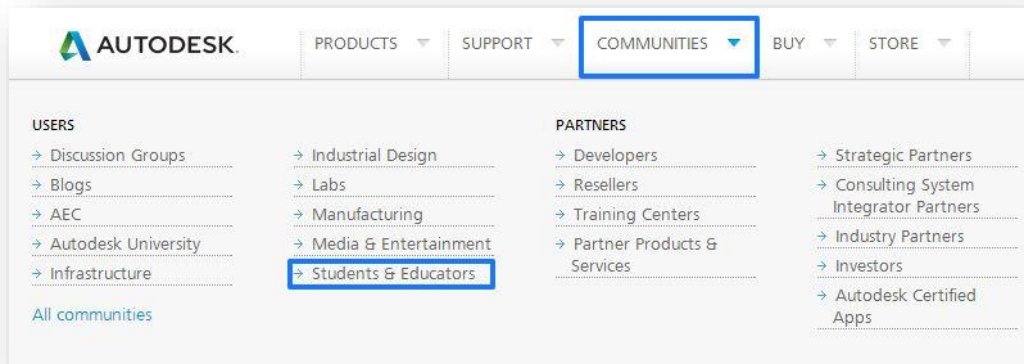 AUTODESK.
PRODUCTS
SUPPORT
COMMUNITIES
BUY
STORE
USERS
Discussion Groups
Blogs
AEC
Autodesk University
Infrastructure
All communities
Industrial Design
Labs
Manufacturing
Media & Entertainment
Students & Educators
PARTNERS
Developers
Resellers
Training Centers
Partner Products &
Services
Strategic Partners
Consulting System
Integrator Partners
Industry Partners
Investors
Autodesk Certified
Apps